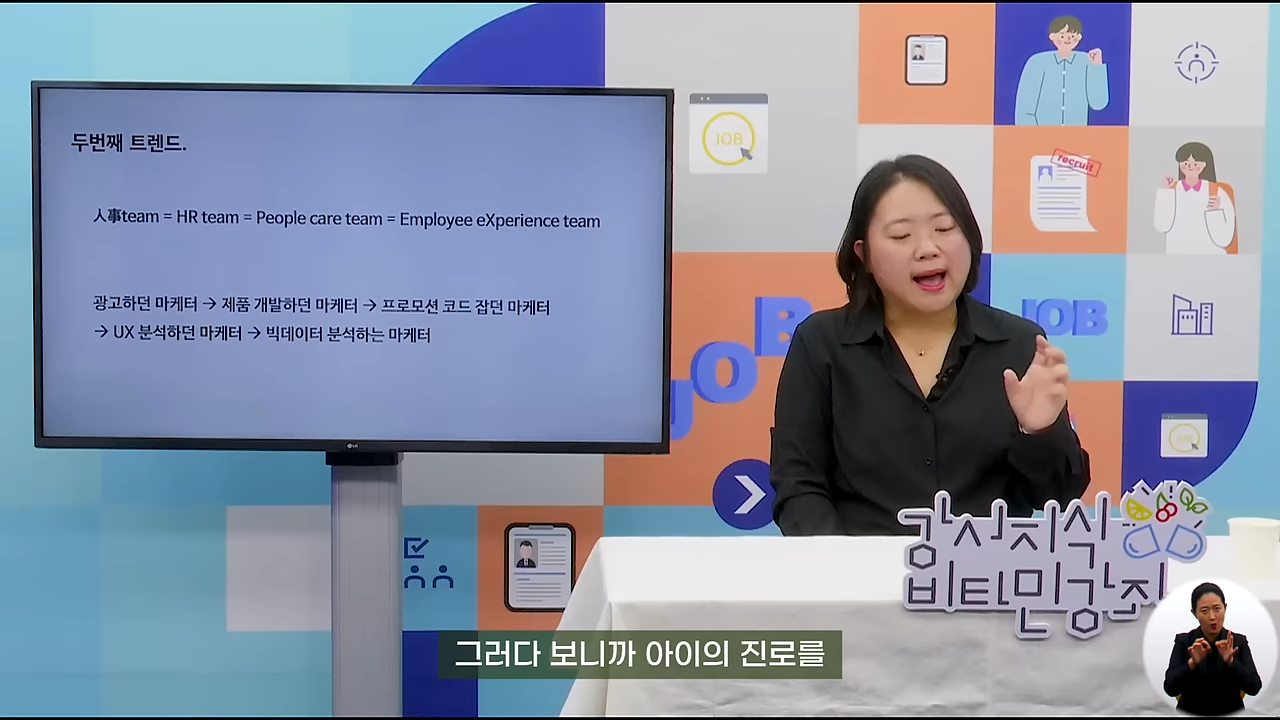 두번째 트렌드.
人事team = HR team = People care team = Employee eXperience team
광고하던 마케터 → 제품 개발하던 마케터 → 프로모션 코드 잡던 마케터
→ UX 분석하던 마케터 → 빅데이터 분석하는 마케터
LG
JOB
recruit
JOB
JOB
JOB
강사지식
비타민강좌
그러다 보니까 아이의 진로를